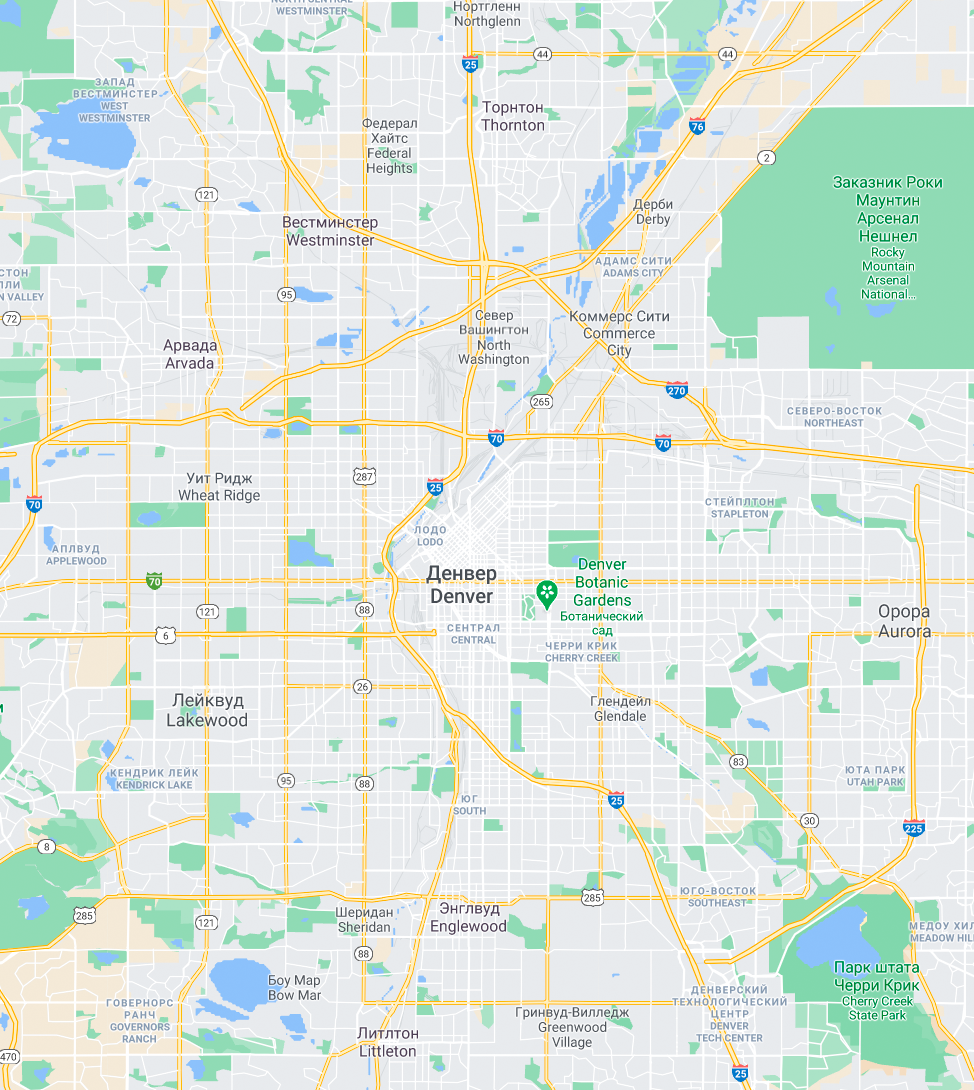 WESTMINSTER
Нортгленн
Northglenn
25
44
44
ЗАПАД
ВЕСТМИНСТЕР
WEST
WESTMINSTER
Торнтон
Thornton
Федерал
Хайтс
Federal
Heights
76
2
121
Заказник Роки
Маунтин
Арсенал
Нешнел
Rocky
Mountain
Arsenal
National...
Дерби
Derby
Вестминстер
Westminster
АДАМС СИТИ
ADAMS CITY
СТОН
ЛЛИ
N VALLEY
95
72
Север
Вашингтон
North
Washington
Коммерс Сити
Commerce
City
Арвада
Arvada
270
265
СЕВЕРО-ВОСТОК
NORTHEAST
70
70
287
25
Уит Ридж
Wheat Ridge
70
СТЕЙПЛТОН
STAPLETON
ЛОДО
LODO
АПЛВУД
APPLEWOOD
Денвер
Denver
Denver
Botanic
Gardens
Ботанический
сад
70
121
88
Орора
Aurora
6
СЕНТРАЛ
CENTRAL
ЧЕРРИ КРИК
CHERRY CREEK
26
Лейквуд
Lakewood
Глендейл
Glendale
и
83
КЕНДРИК ЛЕЙК
KENDRICK LAKE
95
88
ЮТА ПАРК
UTAH PARK
ЮГ
SOUTH
25
30
225
8
285
285
121
ЮГО-ВОСТОК
SOUTHEAST
Шеридан
Sheridan
Энглвуд
Englewood
МЕДОУ ХИЛ
MEADOW HIL
88
Боу Мар
Bow Mar
Парк штата
Черри Крик
Cherry Creek
State Park
ГОВЕРНОРС
РАНЧ
GOVERNORS
RANCH
ДЕНВЕРСКИЙ
ТЕХНОЛОГИЧЕСКИЙ
ЦЕНТР
DENVER
TECH CENTER
Гринвуд-Вилледж
Greenwood
Village
Литлтон
Littleton
470
25